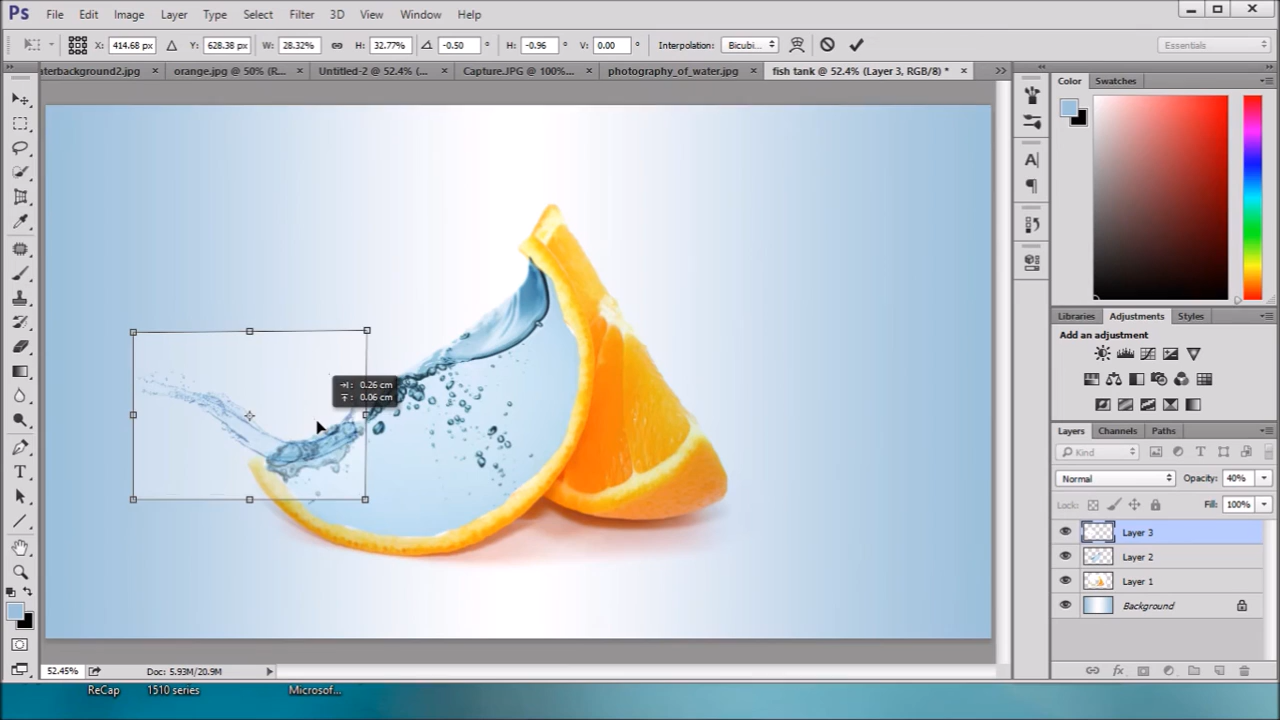 Ps File Edit Image Layer Type Select Filter 3D View Window Help
X: 414.68 px Y: 628.38 px W: 28.32% H: 32.77% -0.50 ° H: -0.96 ° V: 0.00 ° Interpolation: Bicubi... Essentials
aterbackground2.jpg × orange.jpg @ 50% (R... × Untitled-2 @ 52.4% (... × Capture.JPG @ 100%... × photography_of_water.jpg × fish tank @ 52.4% (Layer 3, RGB/8) * ×
Color Swatches
Libraries Adjustments Styles
Add an adjustment
0.26 cm
0.06 cm
Layers Channels Paths
Kind
Normal Opacity: 40%
Lock: Fill: 100%
Layer 3
Layer 2
Layer 1
Background
52.45% Doc: 5.93M/20.9M
ReCap 1510 series Microsof...